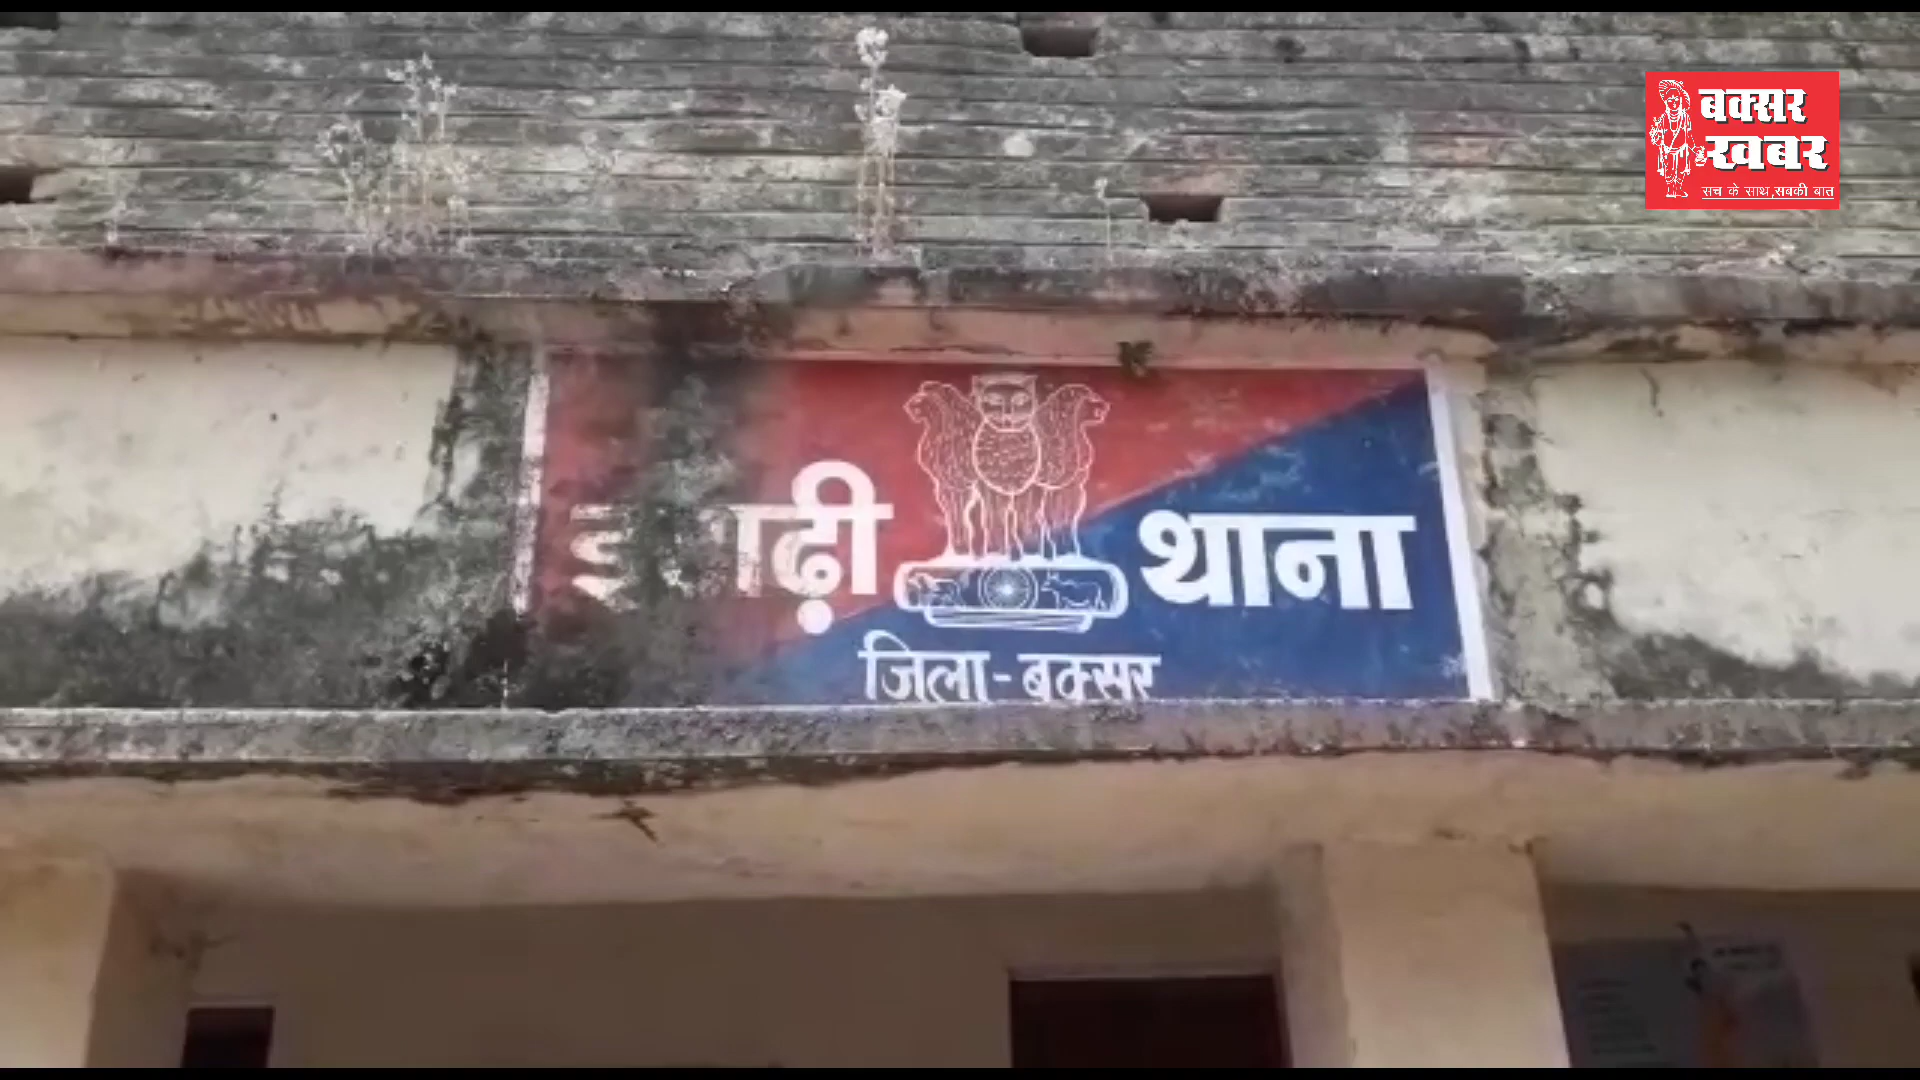 बक्सर
खबर
सच के साथ,सबकी बात
थाना
जिला-बक्सर